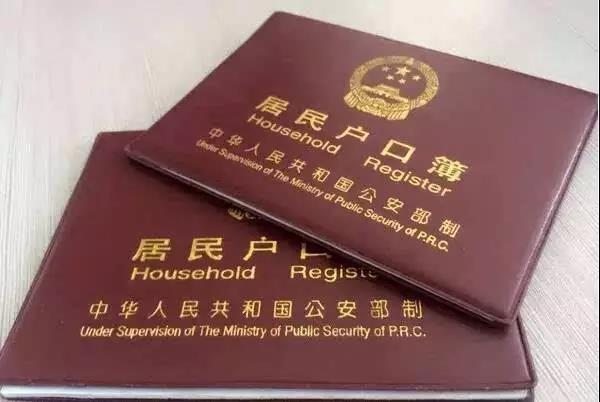 居民户口簿
Household Register
中华人民共和国公安部制
Under Supervision of The Ministry of Public Security of P.R.C.
居民户口
Household Registe
中华人民共和国公安部制
Under Supervision of The Ministry of Public Security of P.R.C.